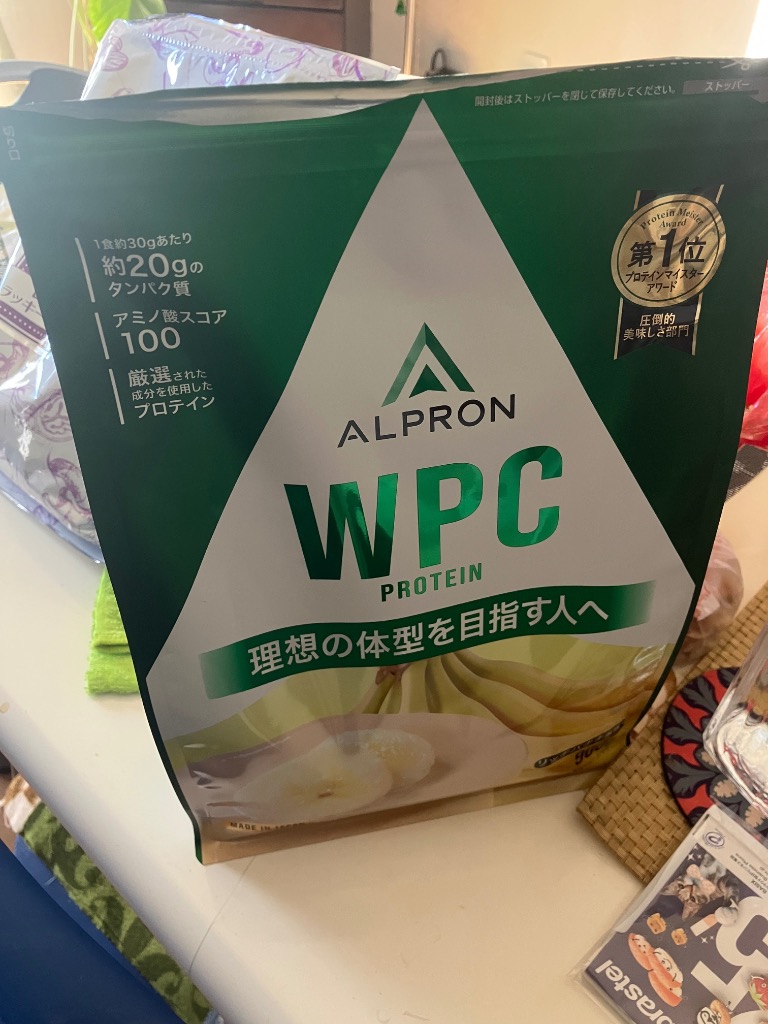 開封後はストッパーを閉じて保存してください。
ストッパー
1食約30gあたり
約20gの
タンパク質
アミノ酸スコア
100
厳選された
成分を使用した
プロテイン
Protein Meister
Award
第1位
プロテインマイスター
アワード
圧倒的
美味しさ部門
ALPRON
WPC
PROTEIN
理想の体型を目指す人へ
MADE IN JAPAN
rastel